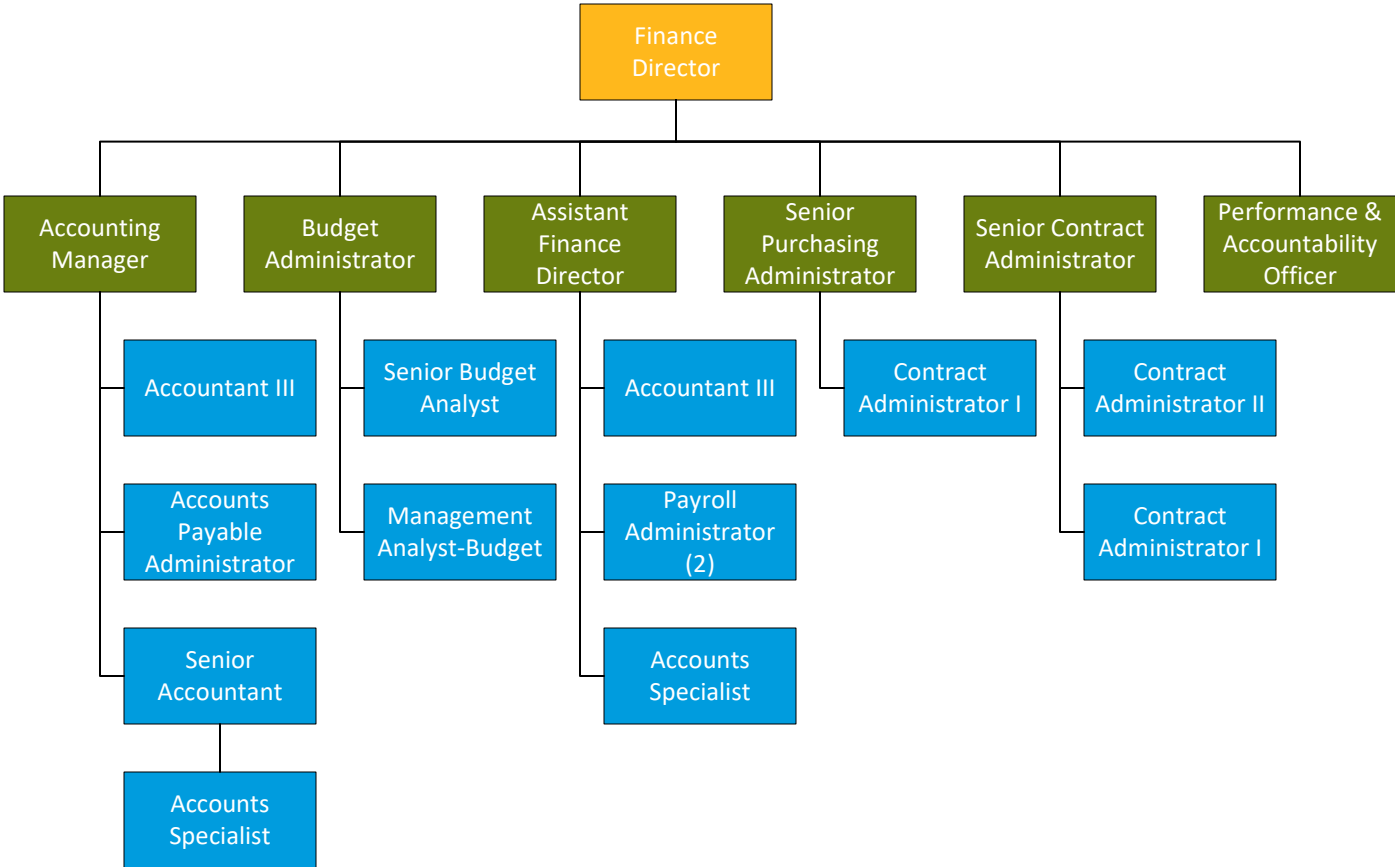 Finance
Director
Accounting
Manager
Budget
Administrator
Assistant
Finance
Director
Senior
Purchasing
Administrator
Senior Contract
Administrator
Performance &
Accountability
Officer
Accountant III
Senior Budget
Analyst
Accountant III
Contract
Administrator I
Contract
Administrator II
Accounts
Payable
Administrator
Management
Analyst-Budget
Payroll
Administrator
(2)
Contract
Administrator I
Senior
Accountant
Accounts
Specialist
Accounts
Specialist